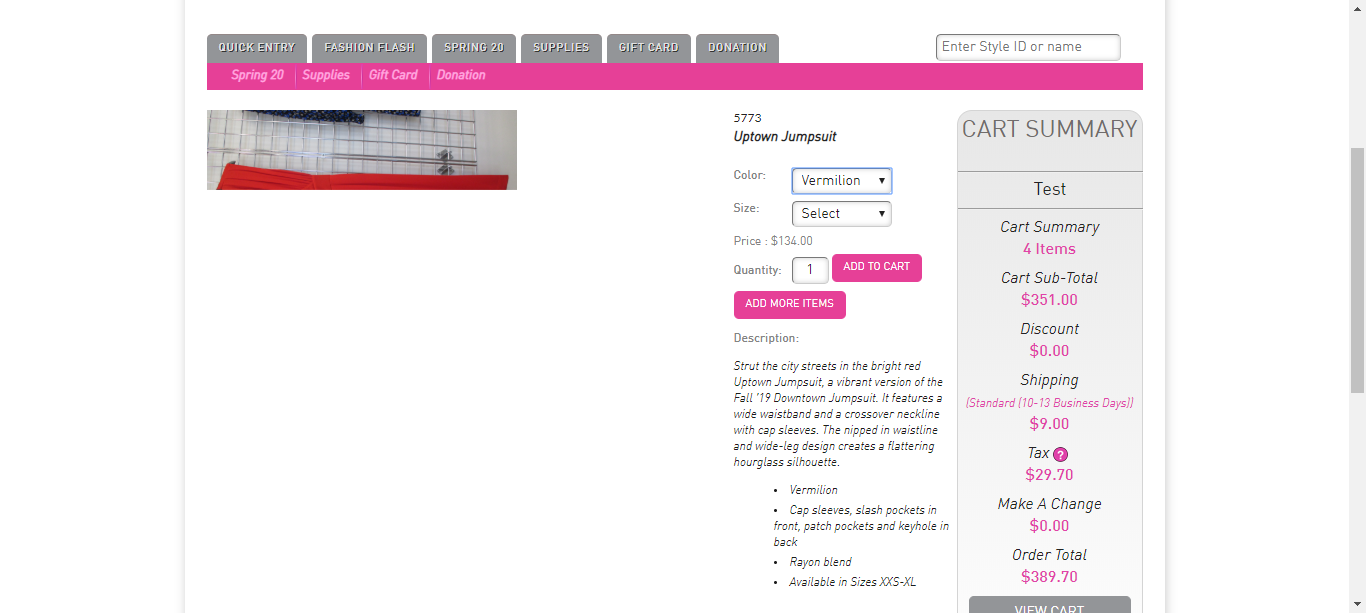 QUICK ENTRY
FASHION FLASH
SPRING 20
SUPPLIES
GIFT CARD
DONATION
Enter Style ID or name
Spring 20
Supplies
Gift Card
Donation
5773
Uptown Jumpsuit
Color:
Vermilion
Size:
Select
Price : $134.00
Quantity:
1
ADD TO CART
ADD MORE ITEMS
Description:
Strut the city streets in the bright red
Uptown Jumpsuit, a vibrant version of the
Fall '19 Downtown Jumpsuit. It features a
wide waistband and a crossover neckline
with cap sleeves. The nipped in waistline
and wide-leg design creates a flattering
hourglass silhouette.
• Vermilion
• Cap sleeves, slash pockets in
front, patch pockets and keyhole in
back
• Rayon blend
• Available in Sizes XXS-XL
CART SUMMARY
Test
Cart Summary
4 Items
Cart Sub-Total
$351.00
Discount
$0.00
Shipping
(Standard (10-13 Business Days))
$9.00
Tax ?
$29.70
Make A Change
$0.00
Order Total
$389.70
VIEW CART